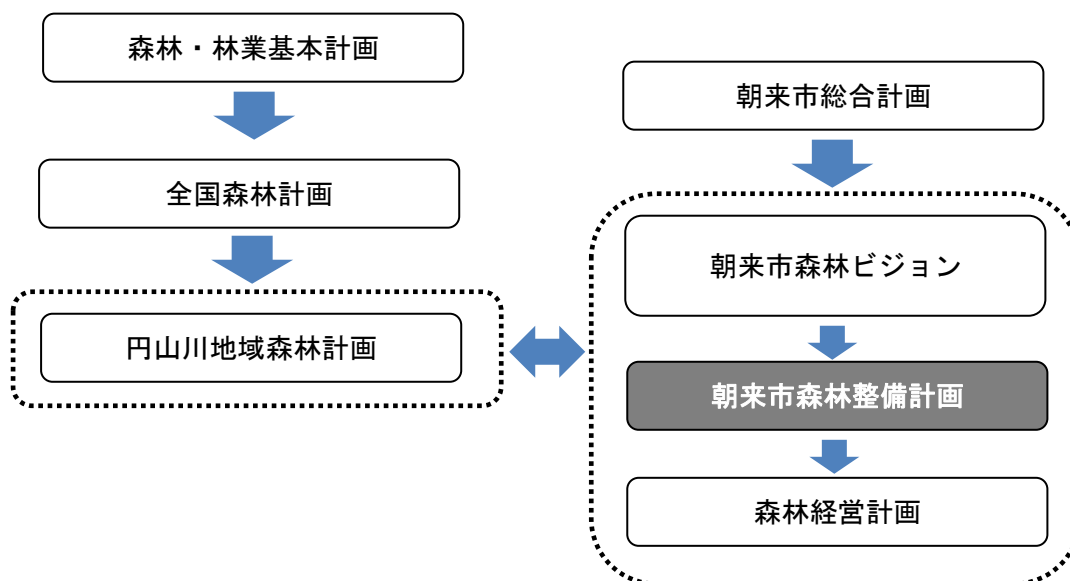 森林・林業基本計画
全国森林計画
円山川地域森林計画
朝来市総合計画
朝来市森林ビジョン
朝来市森林整備計画
森林経営計画